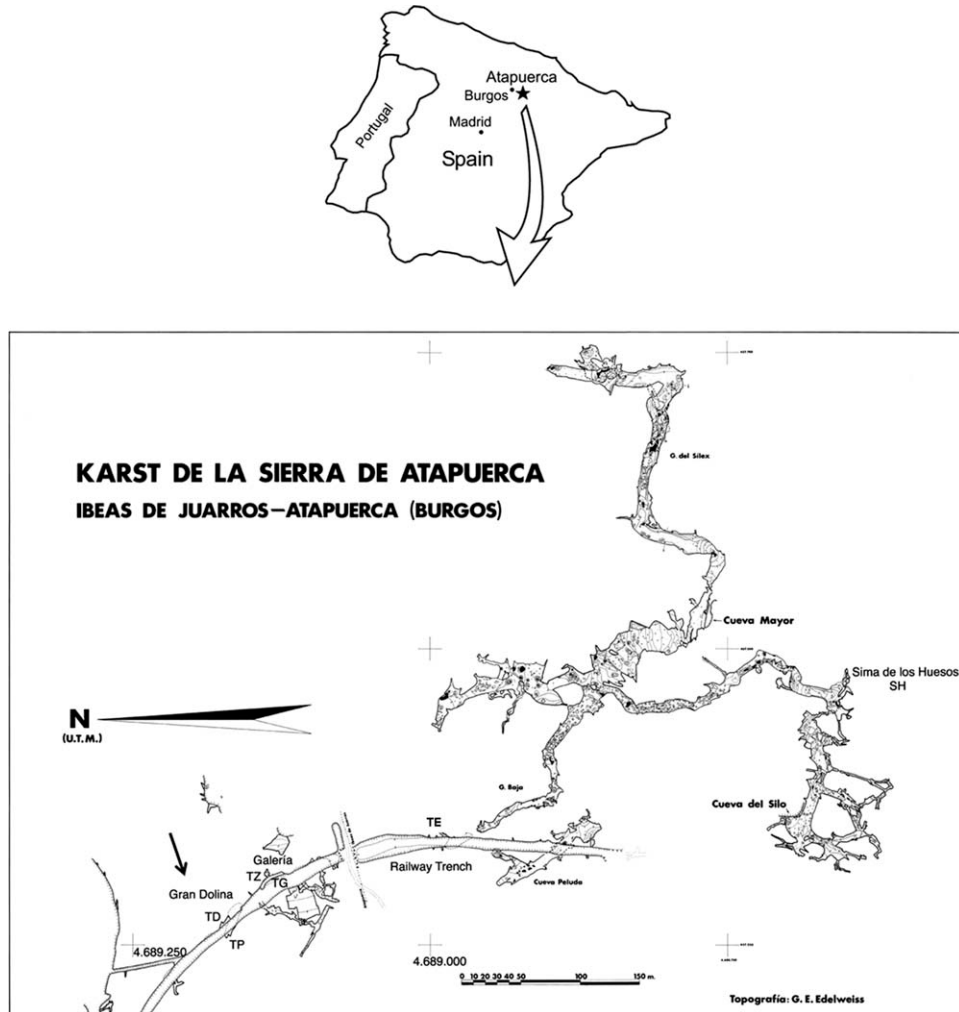 Atapuerca
Burgos
Madrid
Portugal
Spain
KARST DE LA SIERRA DE ATAPUERCA
IBEAS DE JUARROS–ATAPUERCA (BURGOS)
G. del Sílex
Cueva Mayor
Sima de los Huesos
SH
N
(U.T.M.)
G. Baja
Cueva del Silo
TE
Galería
Railway Trench
TZ
TG
Cueva Peluda
Gran Dolina
TD
TP
4.689.250
4.689.000
0 10 20 30 40 50 100 150 m.
Topografía: G. E. Edelweiss